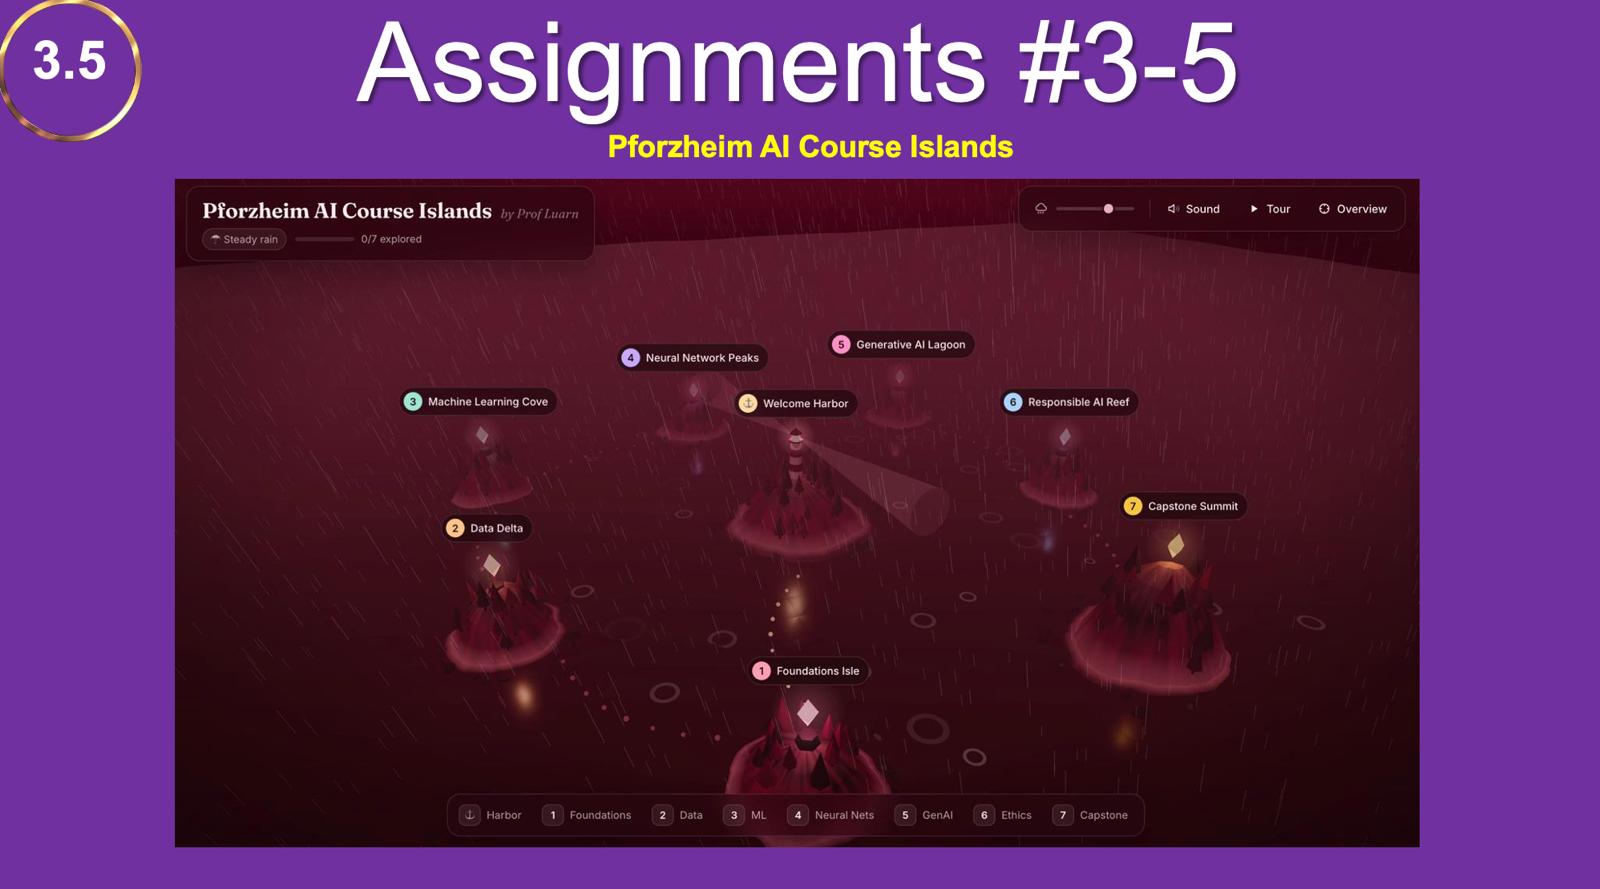 3.5
Assignments #3-5
Pforzheim AI Course Islands
Pforzheim AI Course Islands by Prof Luarn
Steady rain 0/7 explored
Sound Tour Overview
5 Generative AI Lagoon
4 Neural Network Peaks
3 Machine Learning Cove
Welcome Harbor
6 Responsible AI Reef
7 Capstone Summit
2 Data Delta
1 Foundations Isle
Harbor 1 Foundations 2 Data 3 ML 4 Neural Nets 5 GenAI 6 Ethics 7 Capstone